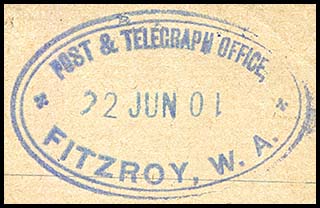 POST & TELEGRAPH OFFICE,
22 JUN 01
FITZROY, W. A.